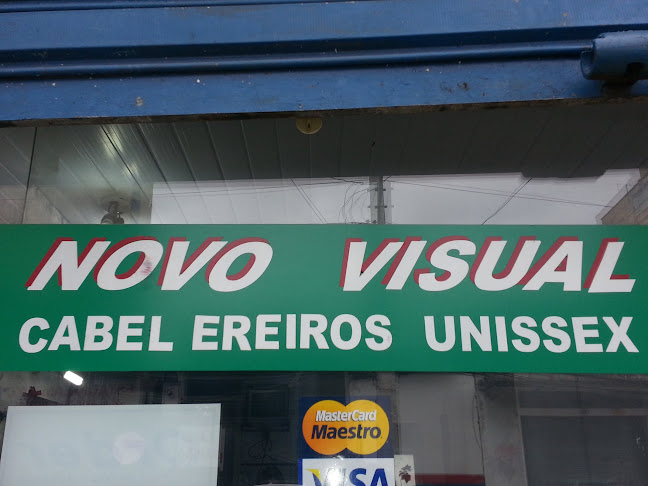 NOVO VISUAL
CABEL EREIROS UNISSEX
MasterCard
Maestro
VISA